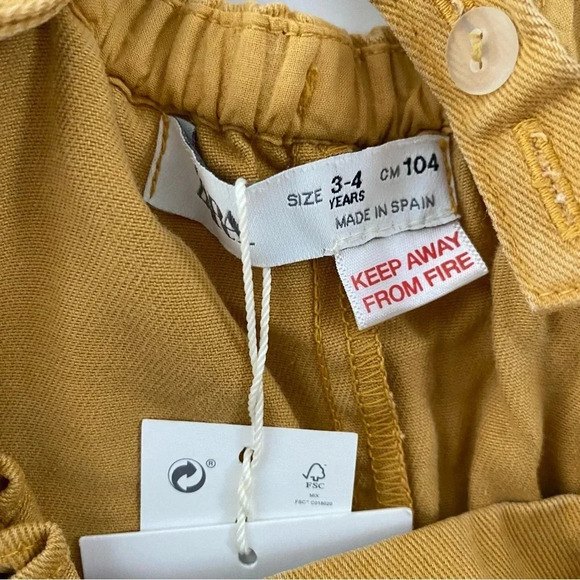 SIZE 3-4 YEARS CM 104
MADE IN SPAIN
KEEP AWAY
FROM FIRE
®
FSC
MIX